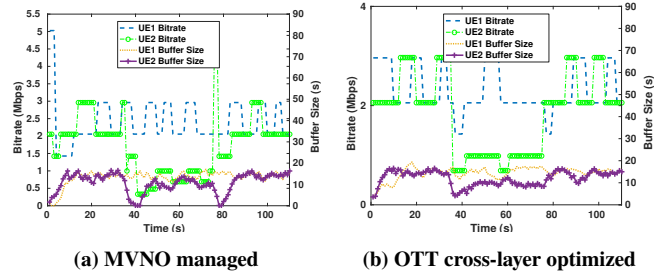 5.5
5
4.5
4
3.5
3
2.5
2
1.5
1
0.5
0
Bitrate (Mbps)
UE1 Bitrate
UE2 Bitrate
UE1 Buffer Size
UE2 Buffer Size
90
80
70
60
50
40
30
20
10
0
Buffer Size (s)
0 20 40 60 80 100
Time (s)
(a) MVNO managed
4
2
0
Bitrate (Mbps)
UE1 Bitrate
UE2 Bitrate
UE1 Buffer Size
UE2 Buffer Size
90
80
70
60
50
40
30
20
10
0
Buffer Size (s)
0 20 40 60 80 100
Time (s)
(b) OTT cross-layer optimized